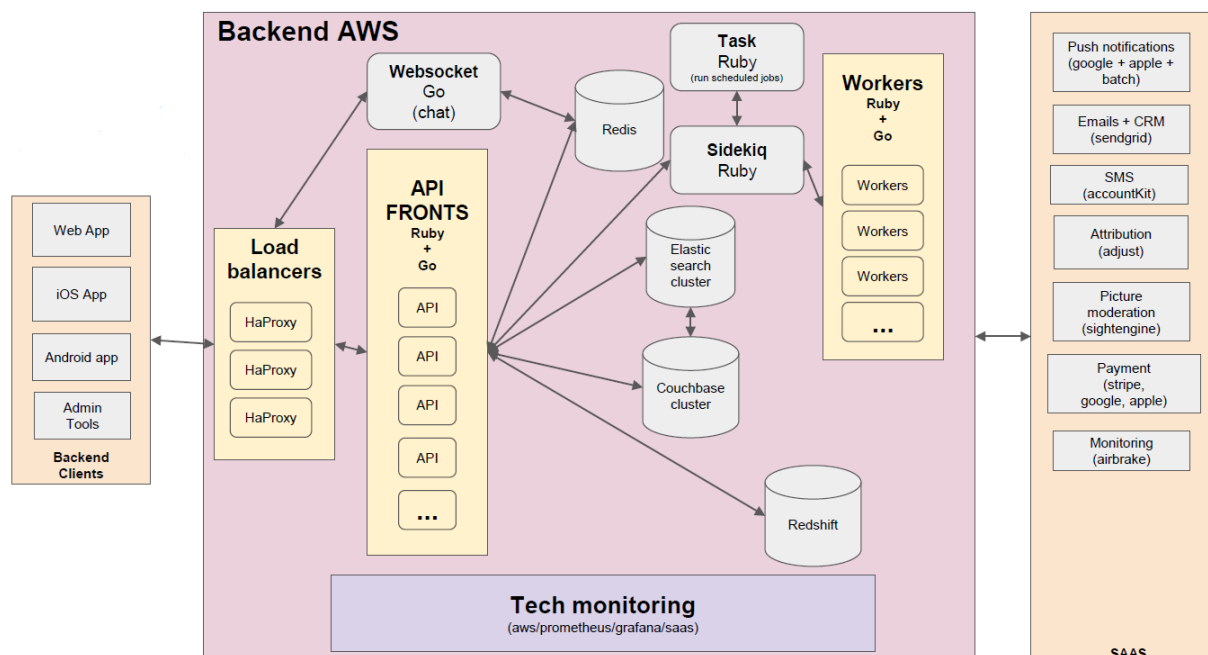 Backend AWS
Web App
iOS App
Android app
Admin
Tools
Backend
Clients
Load
balancers
HaProxy
HaProxy
HaProxy
Websocket
Go
(chat)
API
FRONTS
Ruby
+
Go
API
API
API
API
...
Redis
Task
Ruby
(run scheduled jobs)
Sidekiq
Ruby
Elastic
search
cluster
Couchbase
cluster
Redshift
Workers
Ruby
+
Go
Workers
Workers
Workers
...
Tech monitoring
(aws/prometheus/grafana/saas)
Push notifications
(google + apple +
batch)
Emails + CRM
(sendgrid)
SMS
(accountKit)
Attribution
(adjust)
Picture
moderation
(sightengine)
Payment
(stripe,
google, apple)
Monitoring
(airbrake)
SAAS